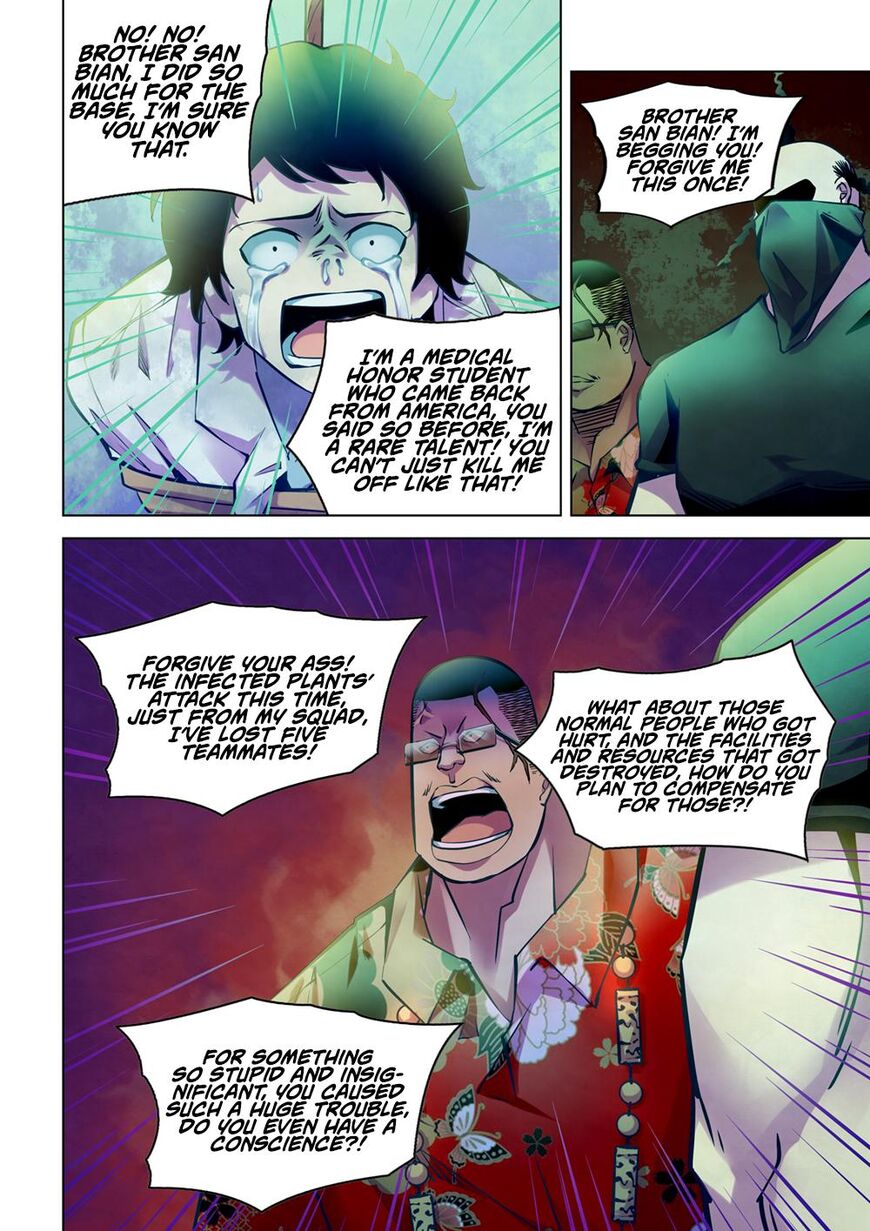 NO! NO!
BROTHER SAN
BIAN, I DID SO
MUCH FOR THE
BASE, I'M SURE
YOU KNOW
THAT.
I'M A MEDICAL
HONOR STUDENT
WHO CAME BACK
FROM AMERICA, YOU
SAID SO BEFORE, I'M
A RARE TALENT! YOU
CAN'T JUST KILL ME
OFF LIKE THAT!
BROTHER
SAN BIAN! I'M
BEGGING YOU!
FORGIVE ME
THIS ONCE!
FORGIVE YOUR ASS!
THE INFECTED PLANTS'
ATTACK THIS TIME,
JUST FROM MY SQUAD,
I'VE LOST FIVE
TEAMMATES!
WHAT ABOUT THOSE
NORMAL PEOPLE WHO GOT
HURT, AND THE FACILITIES
AND RESOURCES THAT GOT
DESTROYED, HOW DO YOU
PLAN TO COMPENSATE
FOR THOSE?!
FOR SOMETHING
SO STUPID AND INSIG-
NIFICANT, YOU CAUSED
SUCH A HUGE TROUBLE,
DO YOU EVEN HAVE A
CONSCIENCE?!